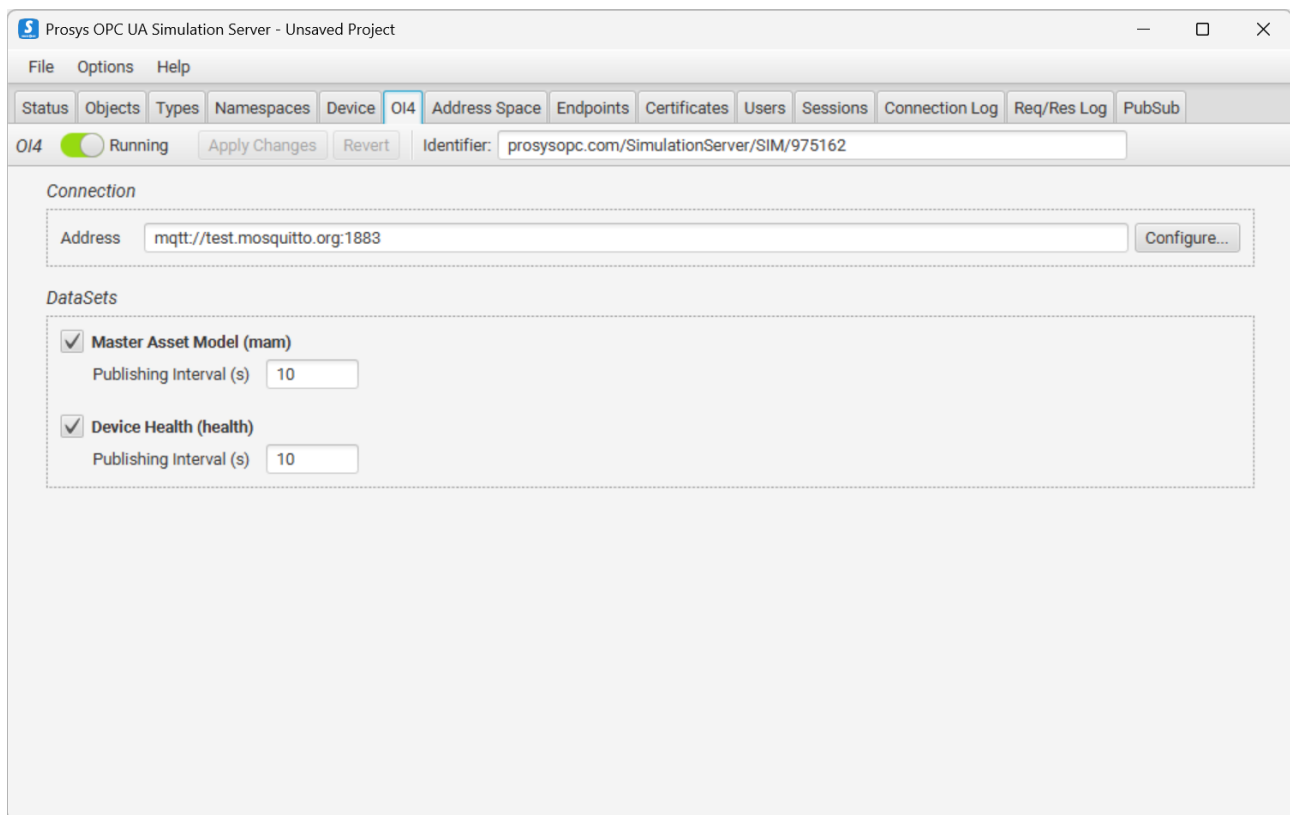 Prosys OPC UA Simulation Server - Unsaved Project
File Options Help
Status Objects Types Namespaces Device OI4 Address Space Endpoints Certificates Users Sessions Connection Log Req/Res Log PubSub
OI4 Running Apply Changes Revert Identifier: prosysopc.com/SimulationServer/SIM/975162
Connection
Address mqtt://test.mosquitto.org:1883 Configure...
DataSets
Master Asset Model (mam)
Publishing Interval (s) 10
Device Health (health)
Publishing Interval (s) 10